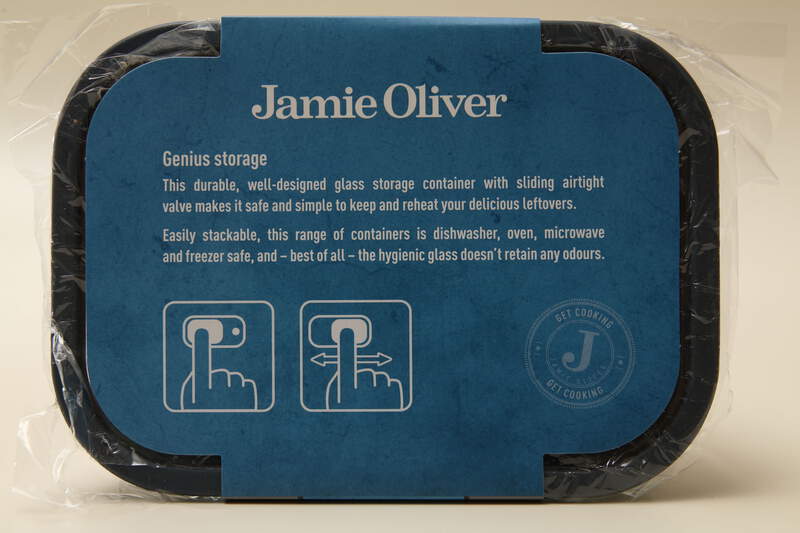 Jamie Oliver
Genius storage
This durable, well-designed glass storage container with sliding airtight
valve makes it safe and simple to keep and reheat your delicious leftovers.
Easily stackable, this range of containers is dishwasher, oven, microwave
and freezer safe, and – best of all – the hygienic glass doesn't retain any odours.
GET COOKING
J
JAMIE OLIVER
GET COOKING